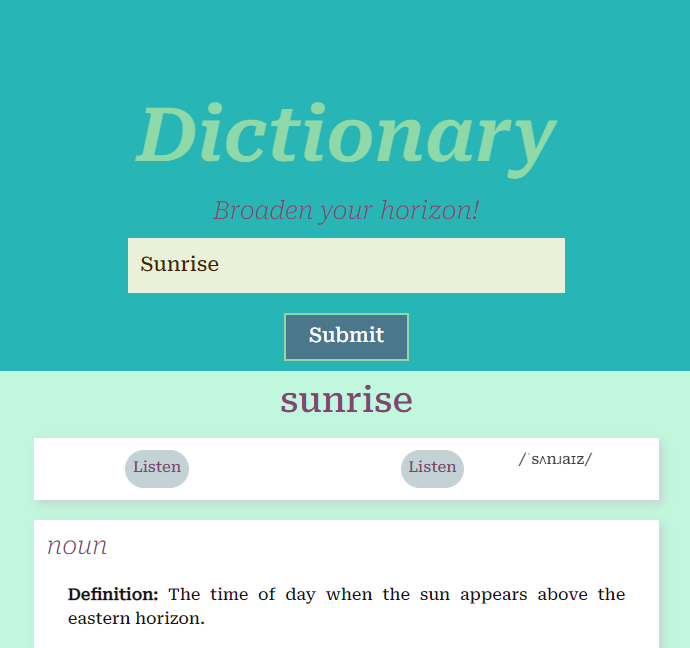 Dictionary
Broaden your horizon!
Sunrise
Submit
sunrise
Listen Listen /ˈsʌnɹaɪz/
noun
Definition: The time of day when the sun appears above the
eastern horizon.